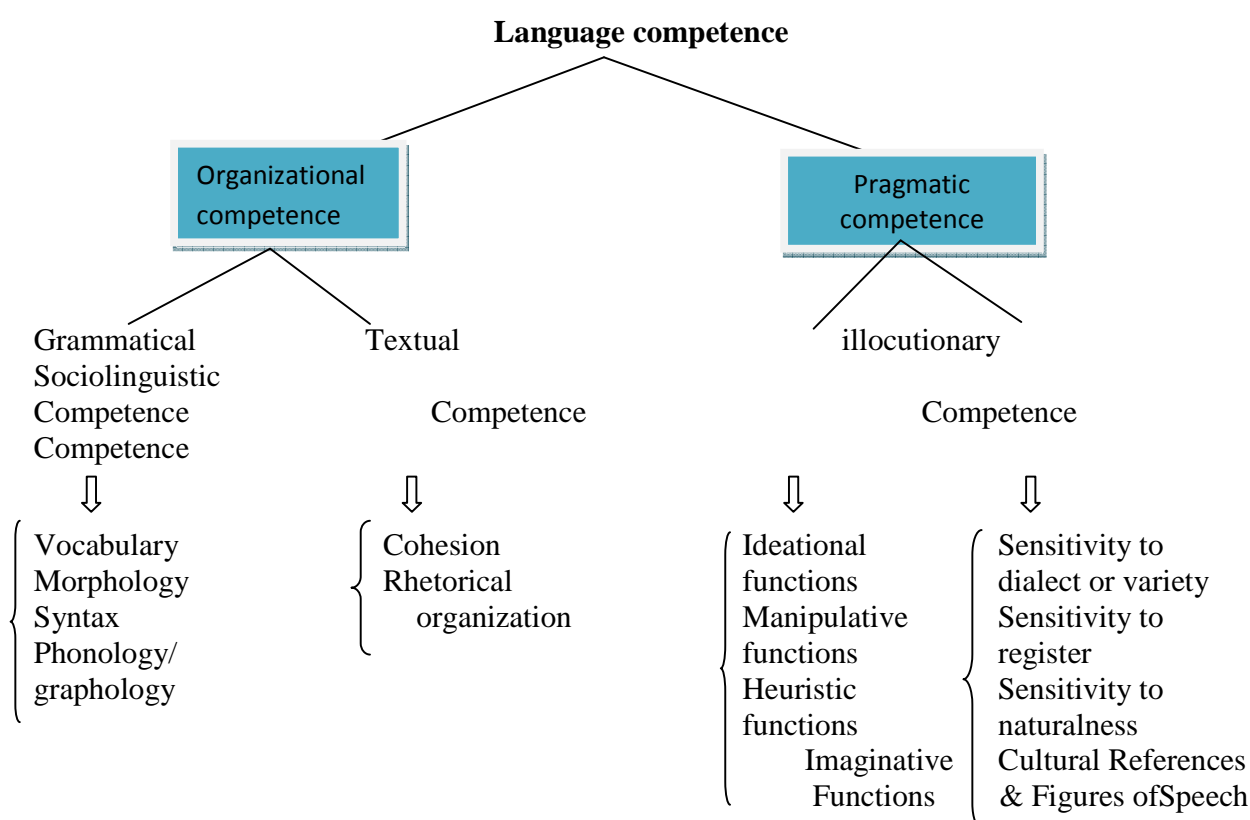 Language competence
Organizational
competence
Pragmatic
competence
Grammatical Textual illocutionary
Sociolinguistic
Competence Competence Competence
Competence
Vocabulary
Morphology
Syntax
Phonology/
graphology
Cohesion
Rhetorical
organization
Ideational
functions
Manipulative
functions
Heuristic
functions
Imaginative
Functions
Sensitivity to
dialect or variety
Sensitivity to
register
Sensitivity to
naturalness
Cultural References
& Figures ofSpeech